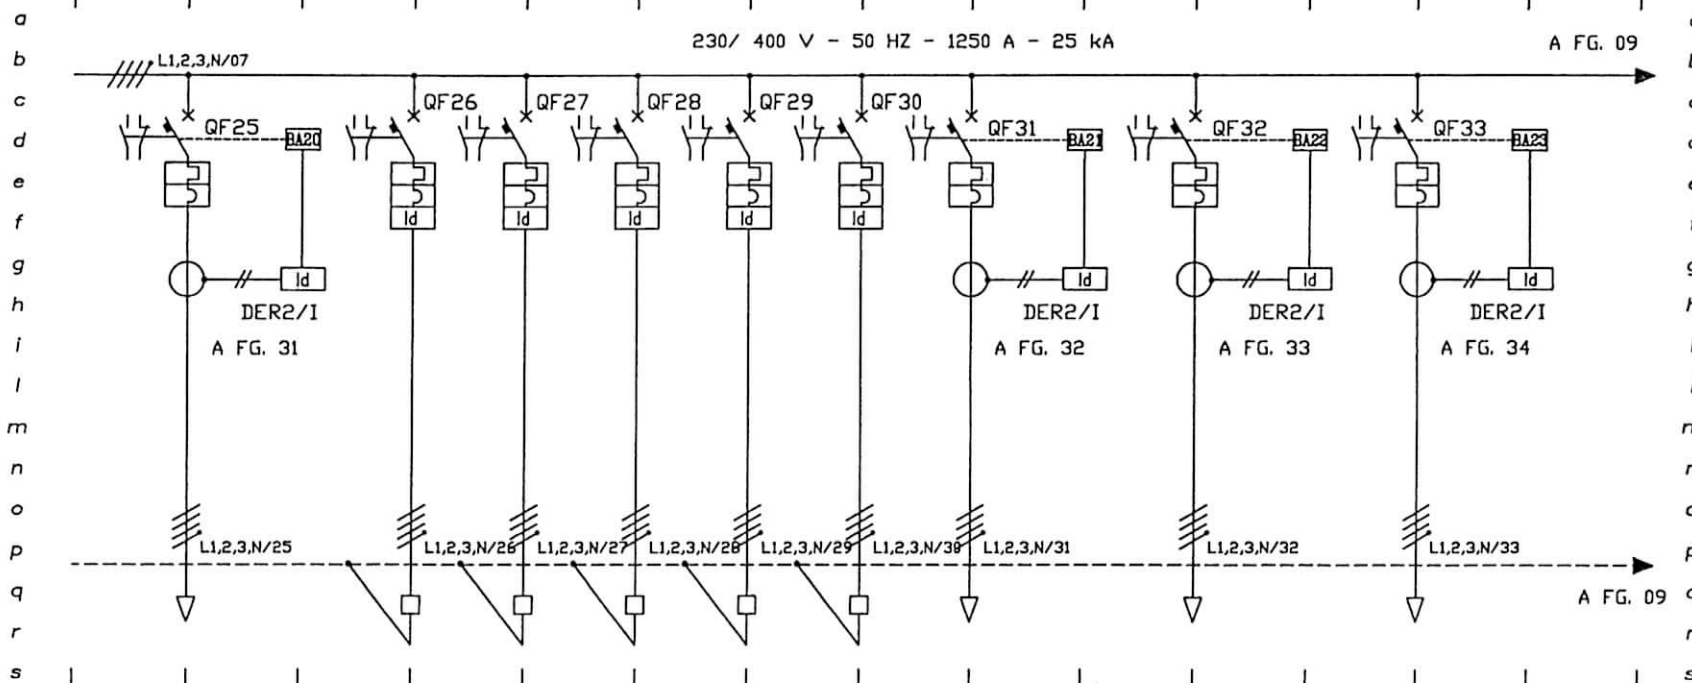 a
230/ 400 V - 50 HZ - 1250 A - 25 kA
A FG. 09
b
L1,2,3,N/07
c
QF26 QF27 QF28 QF29 QF30
d
QF25 BA20 QF31 BA21 QF32 BA22 QF33 BA23
e
f
Id Id Id Id Id
g
Id Id Id Id
h
DER2/I DER2/I DER2/I DER2/I
i
A FG. 31 A FG. 32 A FG. 33 A FG. 34
l
m
n
o
p
L1,2,3,N/25 L1,2,3,N/26 L1,2,3,N/27 L1,2,3,N/28 L1,2,3,N/29 L1,2,3,N/30 L1,2,3,N/31 L1,2,3,N/32 L1,2,3,N/33
q
A FG. 09
r
s